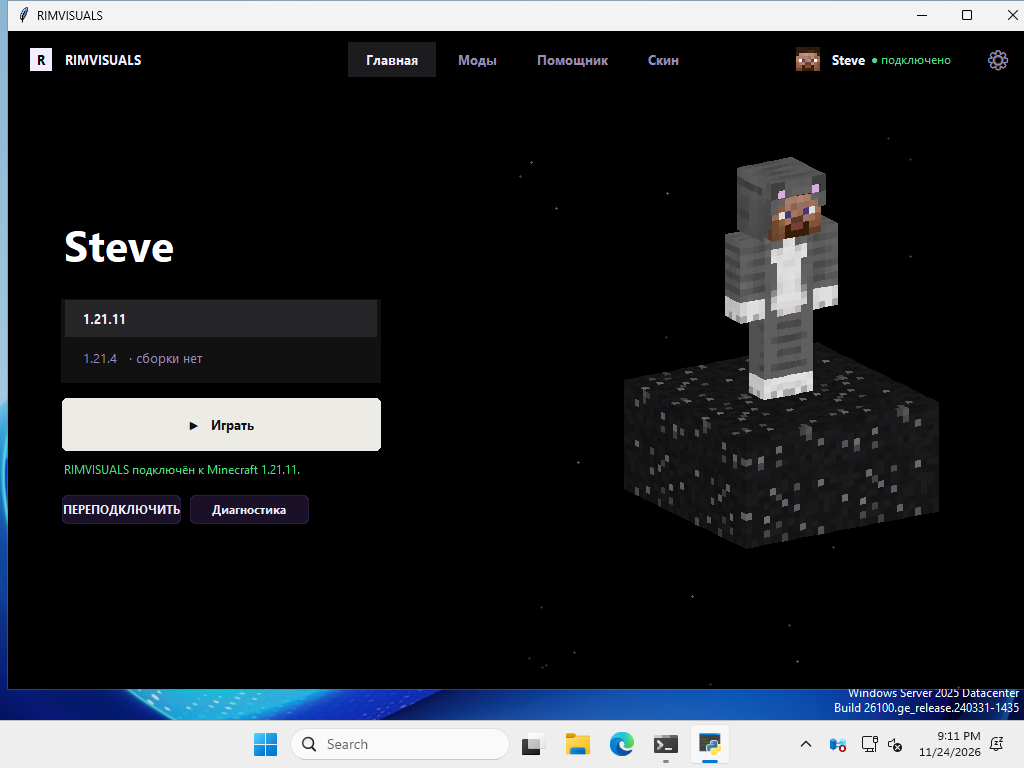 RIMVISUALS
R RIMVISUALS Главная Моды Помощник Скин Steve • подключено
Steve
1.21.11
1.21.4 · сборки нет
▶ Играть
RIMVISUALS подключён к Minecraft 1.21.11.
ПЕРЕПОДКЛЮЧИТЬ Диагностика
Windows Server 2025 Datacenter
Build 26100.ge_release.240331-1435
Search
9:11 PM
11/24/2026